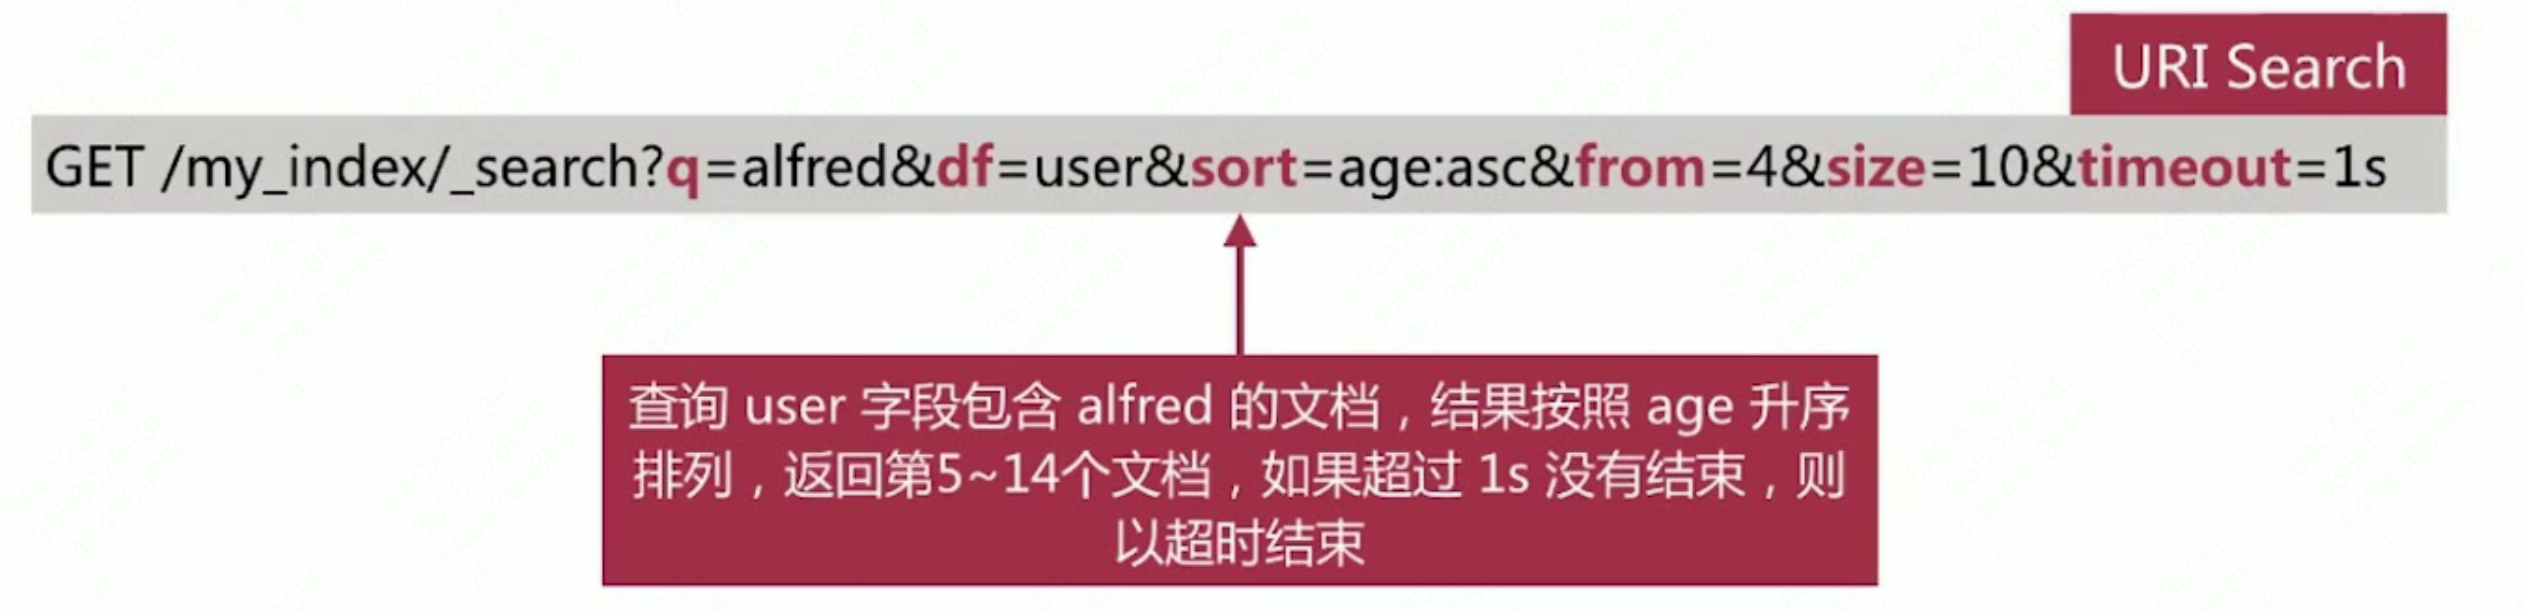 URI Search
GET /my_index/_search?q=alfred&df=user&sort=age:asc&from=4&size=10&timeout=1s
查询 user 字段包含 alfred 的文档，结果按照 age 升序
排列，返回第5~14个文档，如果超过 1s 没有结束，则
以超时结束